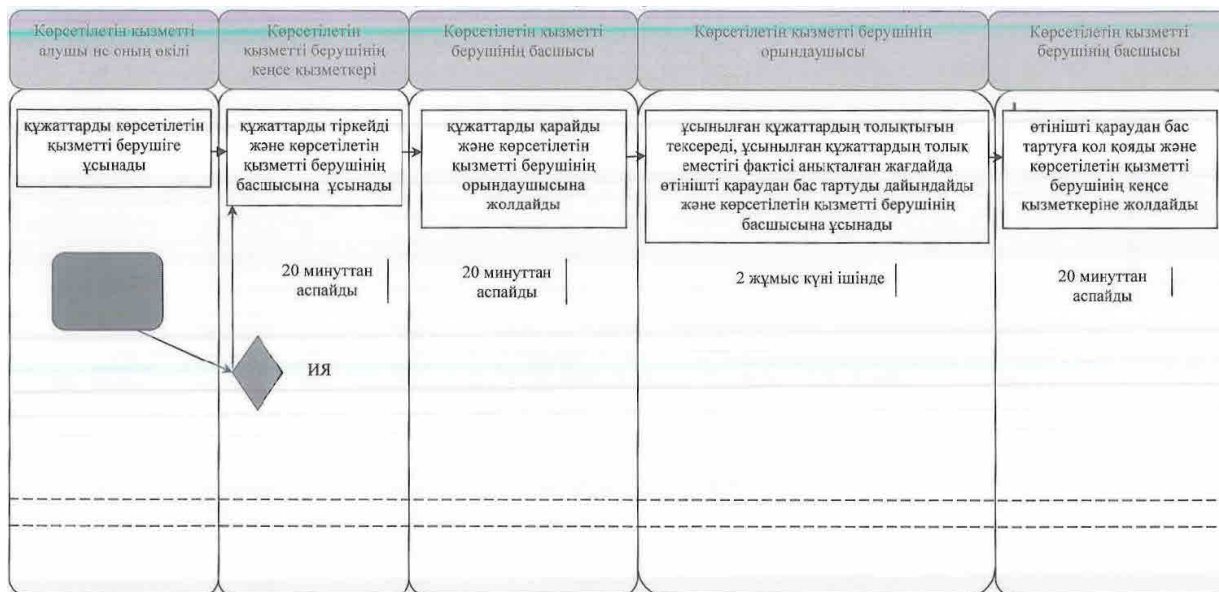 Көрсетілетін қызметті
алушы не оның өкілі
Көрсетілетін
қызметті берушінің
кеңсе қызметкері
Көрсетілетін қызметті
берушінің басшысы
Көрсетілетін қызметті берушінің
орындаушысы
Көрсетілетін қызметті
берушінің басшысы
құжаттарды көрсетілетін
қызметті берушіге
ұсынады
құжаттарды тіркейді
және көрсетілетін
қызметті берушінің
басшысына ұсынады
құжаттарды қарайды
және көрсетілетін
қызметті берушінің
орындаушысына
жолдайды
ұсынылған құжаттардың толықтығын
тексереді, ұсынылған құжаттардың толық
еместігі фактісі анықталған жағдайда
өтінішті қараудан бас тартуды дайындайды
және көрсетілетін қызметті берушінің
басшысына ұсынады
өтінішті қараудан бас
тартуға қол қояды және
көрсетілетін қызметті
берушінің кеңсе
қызметкеріне жолдайды
20 минуттан
аспайды
20 минуттан
аспайды
2 жұмыс күні ішінде
20 минуттан
аспайды
ИЯ